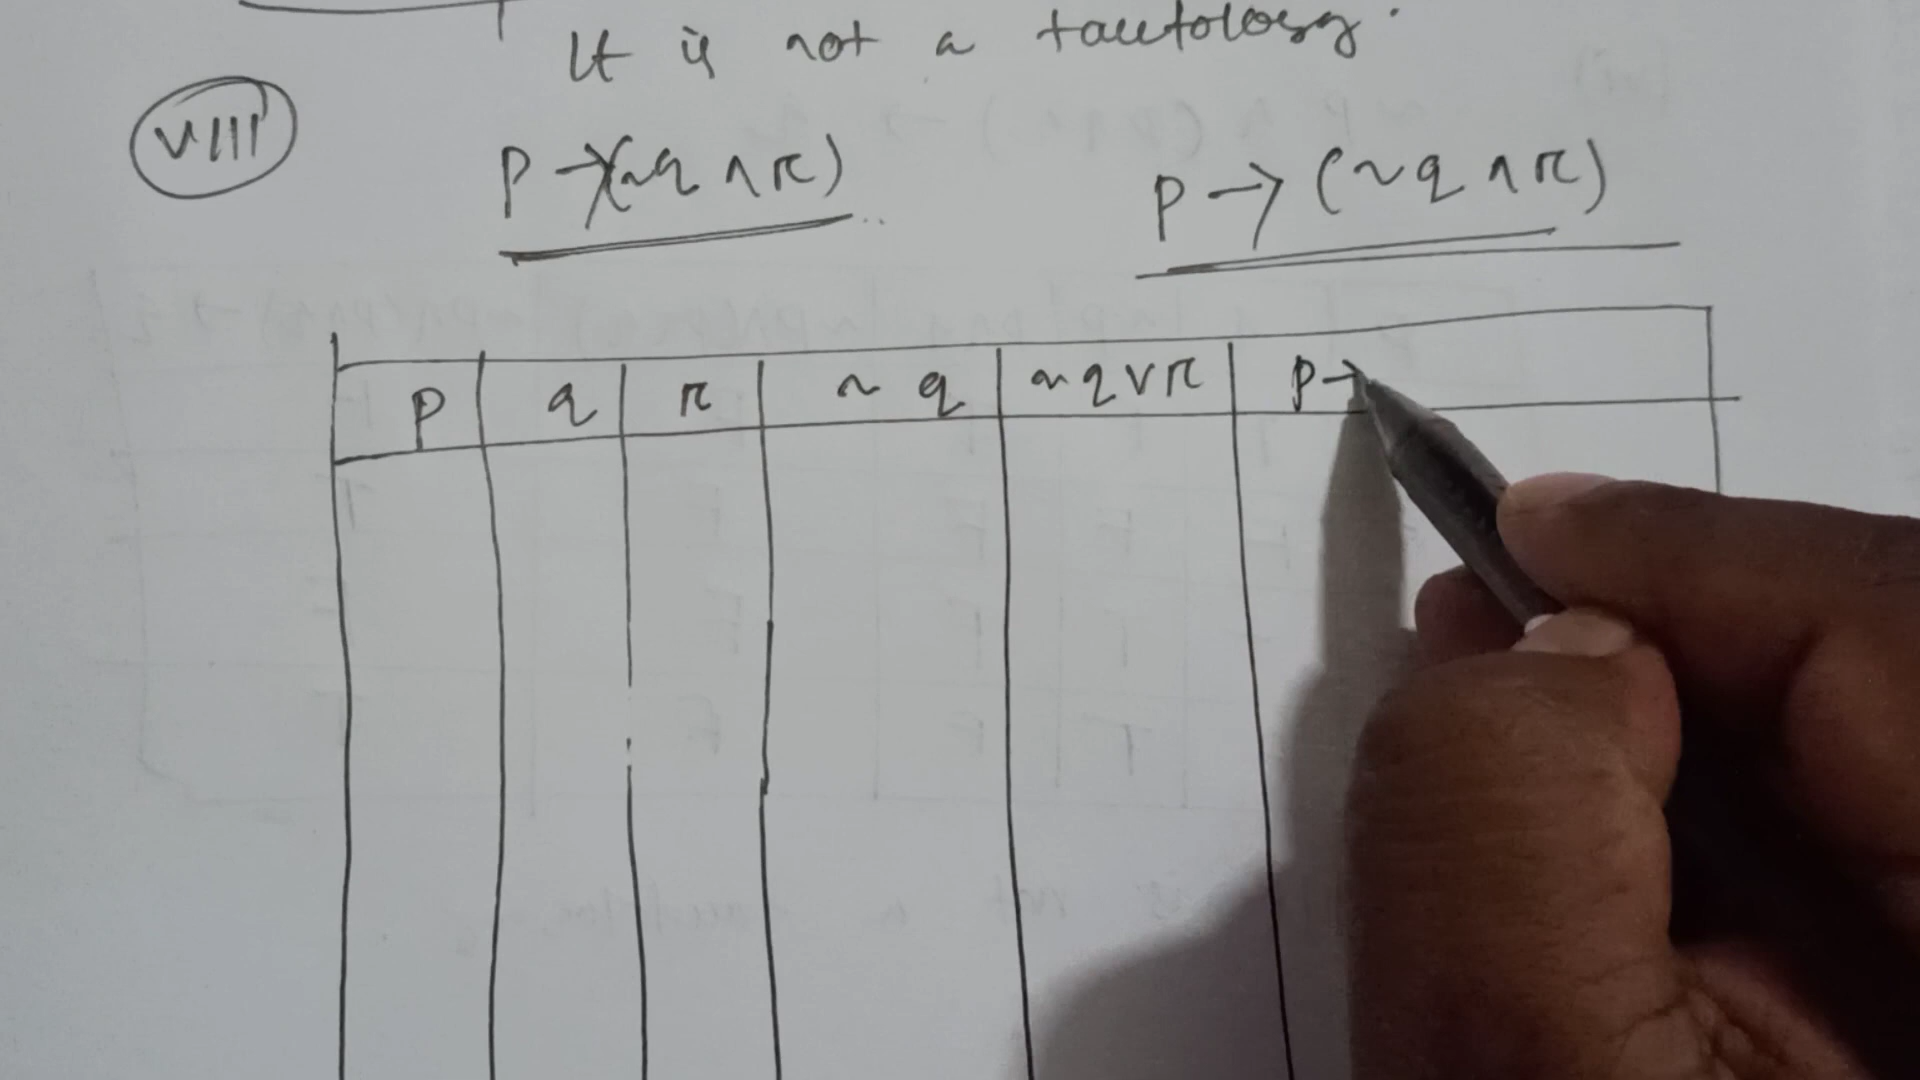 It is not a tautology.
VIII
p → (~q ∧ r) p → (~q ∧ r)
p q r ~ q ~ q ∨ r p →